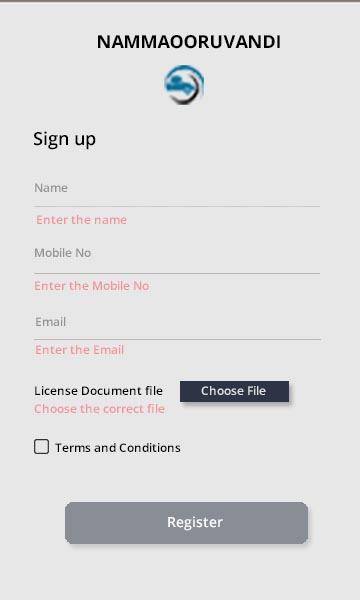 NAMMAOORUVANDI
Sign up
Name
Enter the name
Mobile No
Enter the Mobile No
Email
Enter the Email
License Document file Choose File
Choose the correct file
Terms and Conditions
Register